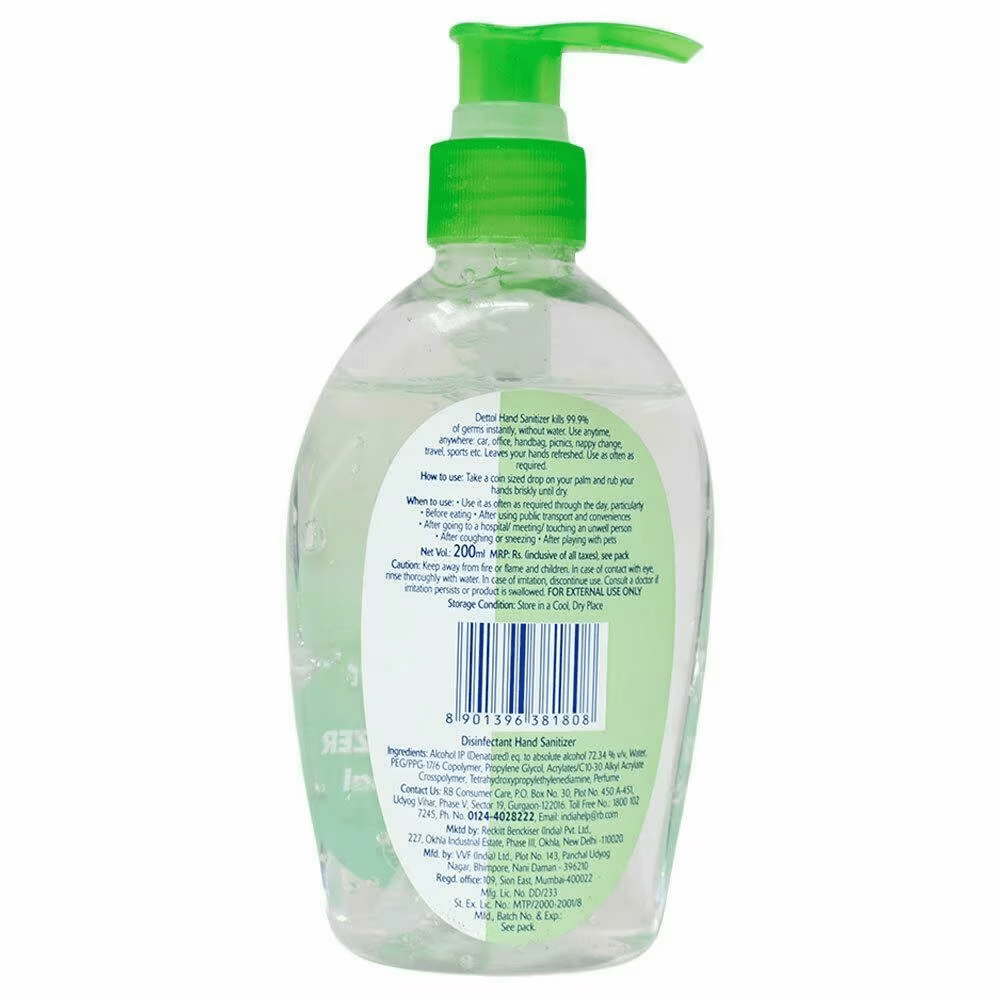 Dettol Hand Sanitizer kills 99.9%
of germs instantly, without water. Use anytime,
anywhere: car, office, handbag, picnics, nappy change,
travel, sports etc. Leaves your hands refreshed. Use as often as
required.
How to use: Take a coin sized drop on your palm and rub your
hands briskly until dry.
When to use: • Use it as often as required through the day, particularly
• Before eating • After using public transport and conveniences
• After going to a hospital/ meeting/ touching an unwell person
• After coughing or sneezing • After playing with pets
Net Vol.: 200ml MRP: Rs. (inclusive of all taxes), see pack
Caution: Keep away from fire or flame and children. In case of contact with eye,
rinse thoroughly with water. In case of irritation, discontinue use. Consult a doctor if
irritation persists or product is swallowed. FOR EXTERNAL USE ONLY
Storage Condition: Store in a Cool, Dry Place
8 901396 381808
Disinfectant Hand Sanitizer
Ingredients: Alcohol IP (Denatured) eq. to absolute alcohol 72.34 % v/v, Water,
PEG/PPG-17/6 Copolymer, Propylene Glycol, Acrylates/C10-30 Alkyl Acrylate
Crosspolymer, Tetrahydroxypropylethylenediamine, Perfume
Contact Us: RB Consumer Care, P.O. Box No. 30, Plot No. 450 A-451,
Udyog Vihar, Phase V, Sector 19, Gurgaon-122016. Toll Free No.: 1800 102
7245, Ph. No. 0124-4028222, Email: indiahelp@rb.com
Mktd by: Reckitt Benckiser (India) Pvt. Ltd.,
227, Okhla Industrial Estate, Phase III, Okhla, New Delhi -110020
Mfd. by: VVF (India) Ltd., Plot No. 143, Panchal Udyog
Nagar, Bhimpore, Nani Daman - 396210
Regd. office:109, Sion East, Mumbai-400022
Mfg. Lic. No. DD/233
St. Ex. Lic. No.: MTP/2000-2001/8
Mfd., Batch No. & Exp.:
See pack.